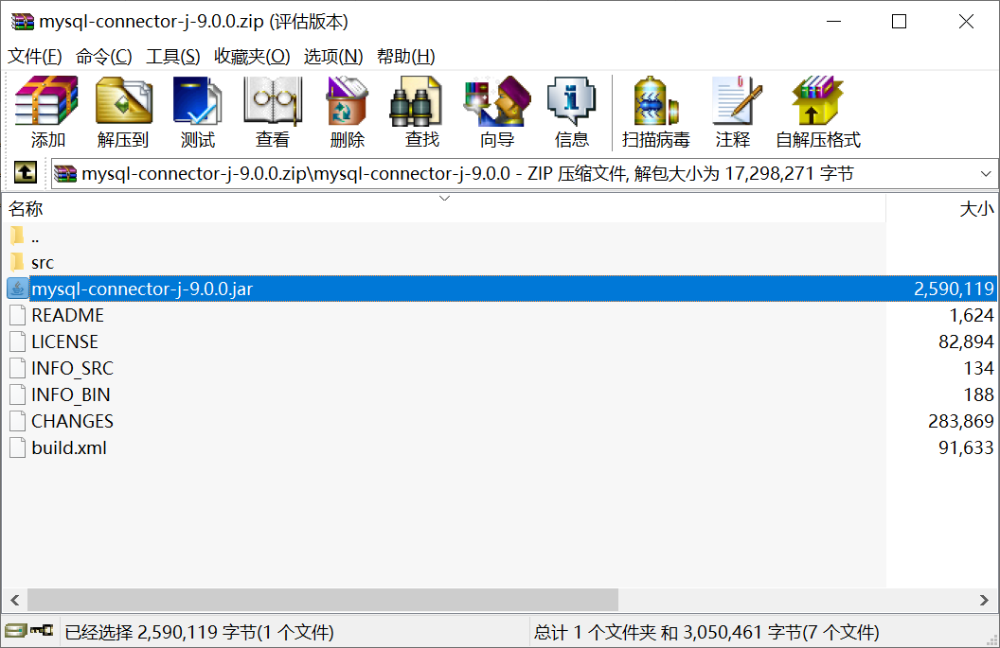 mysql-connector-j-9.0.0.zip (评估版本)
文件(F) 命令(C) 工具(S) 收藏夹(O) 选项(N) 帮助(H)
添加 解压到 测试 查看 删除 查找 向导 信息 扫描病毒 注释 自解压格式
mysql-connector-j-9.0.0.zip\mysql-connector-j-9.0.0 - ZIP 压缩文件, 解包大小为 17,298,271 字节
名称 大小
..
src
mysql-connector-j-9.0.0.jar 2,590,119
README 1,624
LICENSE 82,894
INFO_SRC 134
INFO_BIN 188
CHANGES 283,869
build.xml 91,633
已经选择 2,590,119 字节(1 个文件) 总计 1 个文件夹 和 3,050,461 字节(7 个文件)